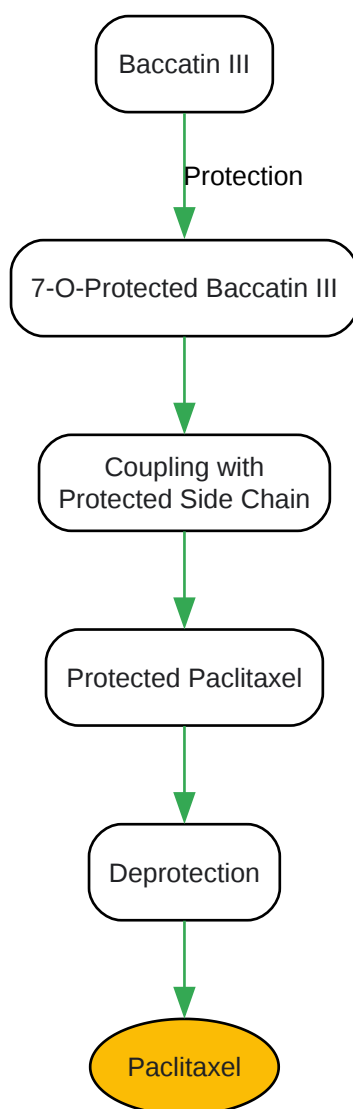 Baccatin III
Protection
7-O-Protected Baccatin III
Coupling with
Protected Side Chain
Protected Paclitaxel
Deprotection
Paclitaxel